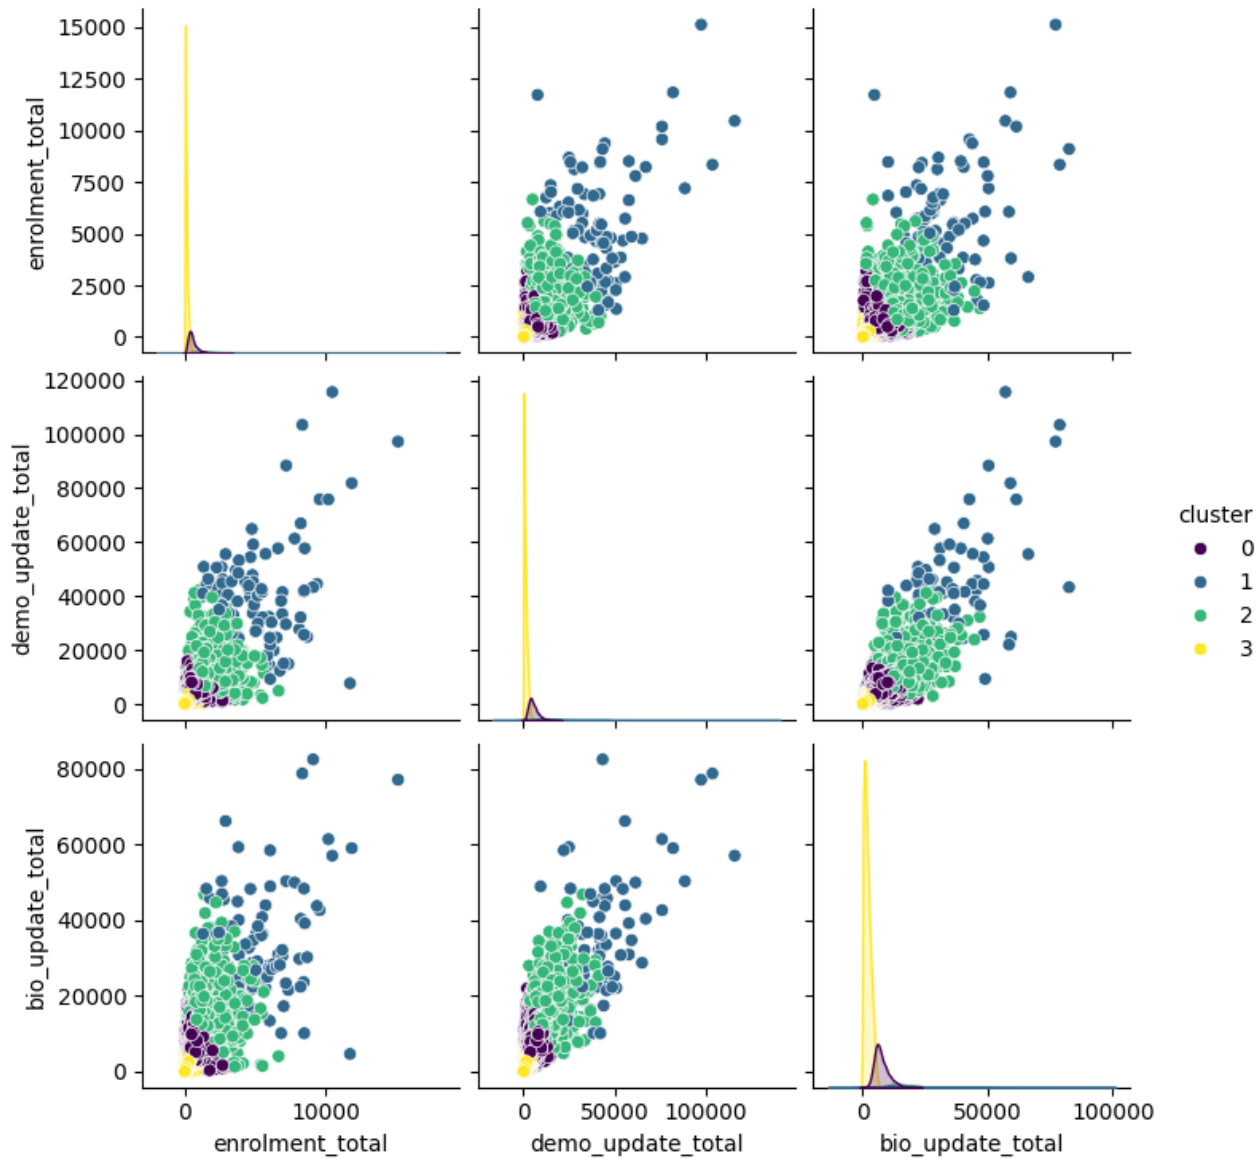 15000
12500
10000
7500
5000
2500
0
enrolment_total
120000
100000
80000
60000
40000
20000
0
demo_update_total
cluster
0
1
2
3
80000
60000
40000
20000
0
bio_update_total
0 10000
0 50000 100000
0 50000 100000
enrolment_total
demo_update_total
bio_update_total